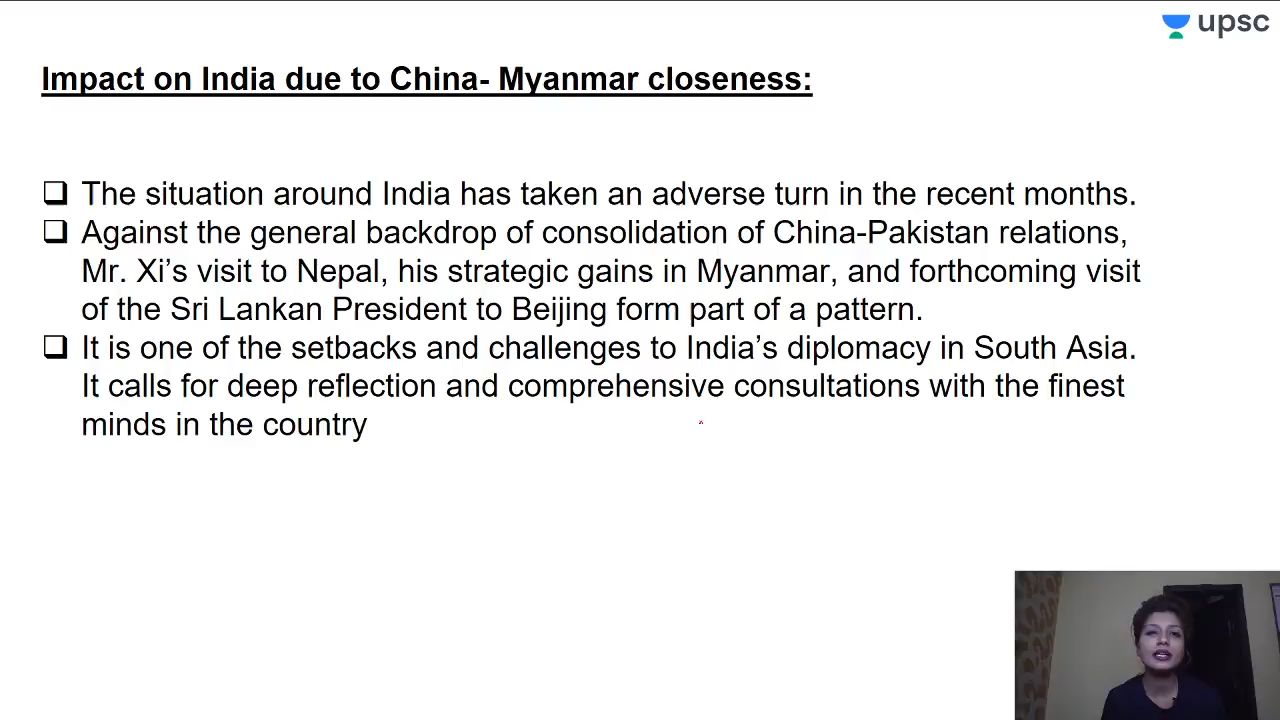 upsc
Impact on India due to China- Myanmar closeness:
❑ The situation around India has taken an adverse turn in the recent months.
❑ Against the general backdrop of consolidation of China-Pakistan relations,
Mr. Xi’s visit to Nepal, his strategic gains in Myanmar, and forthcoming visit
of the Sri Lankan President to Beijing form part of a pattern.
❑ It is one of the setbacks and challenges to India’s diplomacy in South Asia.
It calls for deep reflection and comprehensive consultations with the finest
minds in the country